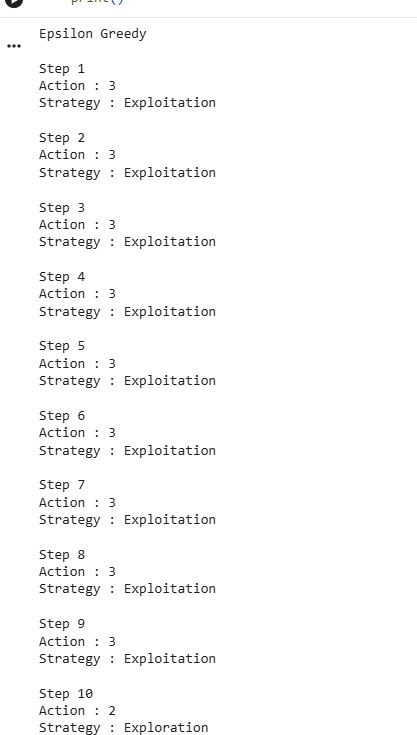 print()
Epsilon Greedy
Step 1
Action : 3
Strategy : Exploitation
Step 2
Action : 3
Strategy : Exploitation
Step 3
Action : 3
Strategy : Exploitation
Step 4
Action : 3
Strategy : Exploitation
Step 5
Action : 3
Strategy : Exploitation
Step 6
Action : 3
Strategy : Exploitation
Step 7
Action : 3
Strategy : Exploitation
Step 8
Action : 3
Strategy : Exploitation
Step 9
Action : 3
Strategy : Exploitation
Step 10
Action : 2
Strategy : Exploration